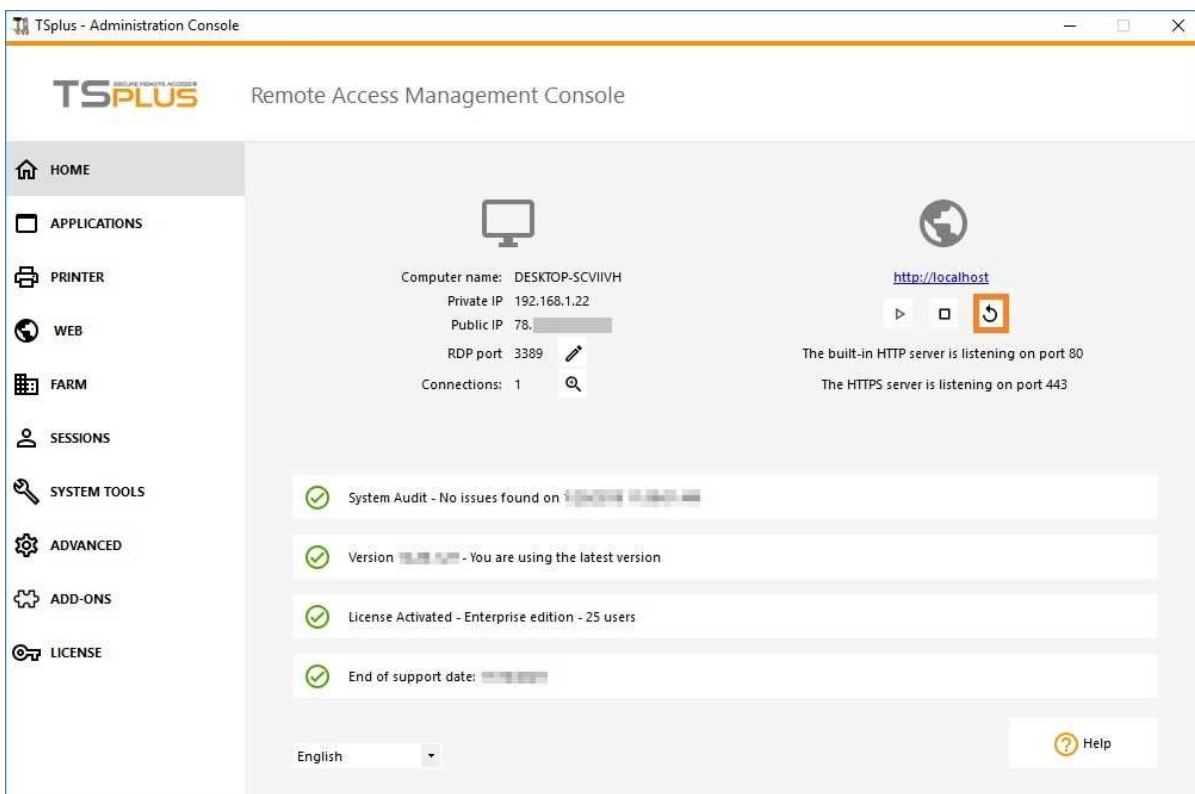 TSplus - Administration Console
SECURE REMOTE ACCESS
TSPLUS
Remote Access Management Console
HOME
APPLICATIONS
PRINTER
WEB
FARM
SESSIONS
SYSTEM TOOLS
ADVANCED
ADD-ONS
LICENSE
Computer name: DESKTOP-SCVIIVH
Private IP 192.168.1.22
Public IP 78.
RDP port 3389
Connections: 1
http://localhost
The built-in HTTP server is listening on port 80
The HTTPS server is listening on port 443
System Audit - No issues found on
Version - You are using the latest version
License Activated - Enterprise edition - 25 users
End of support date:
English
Help